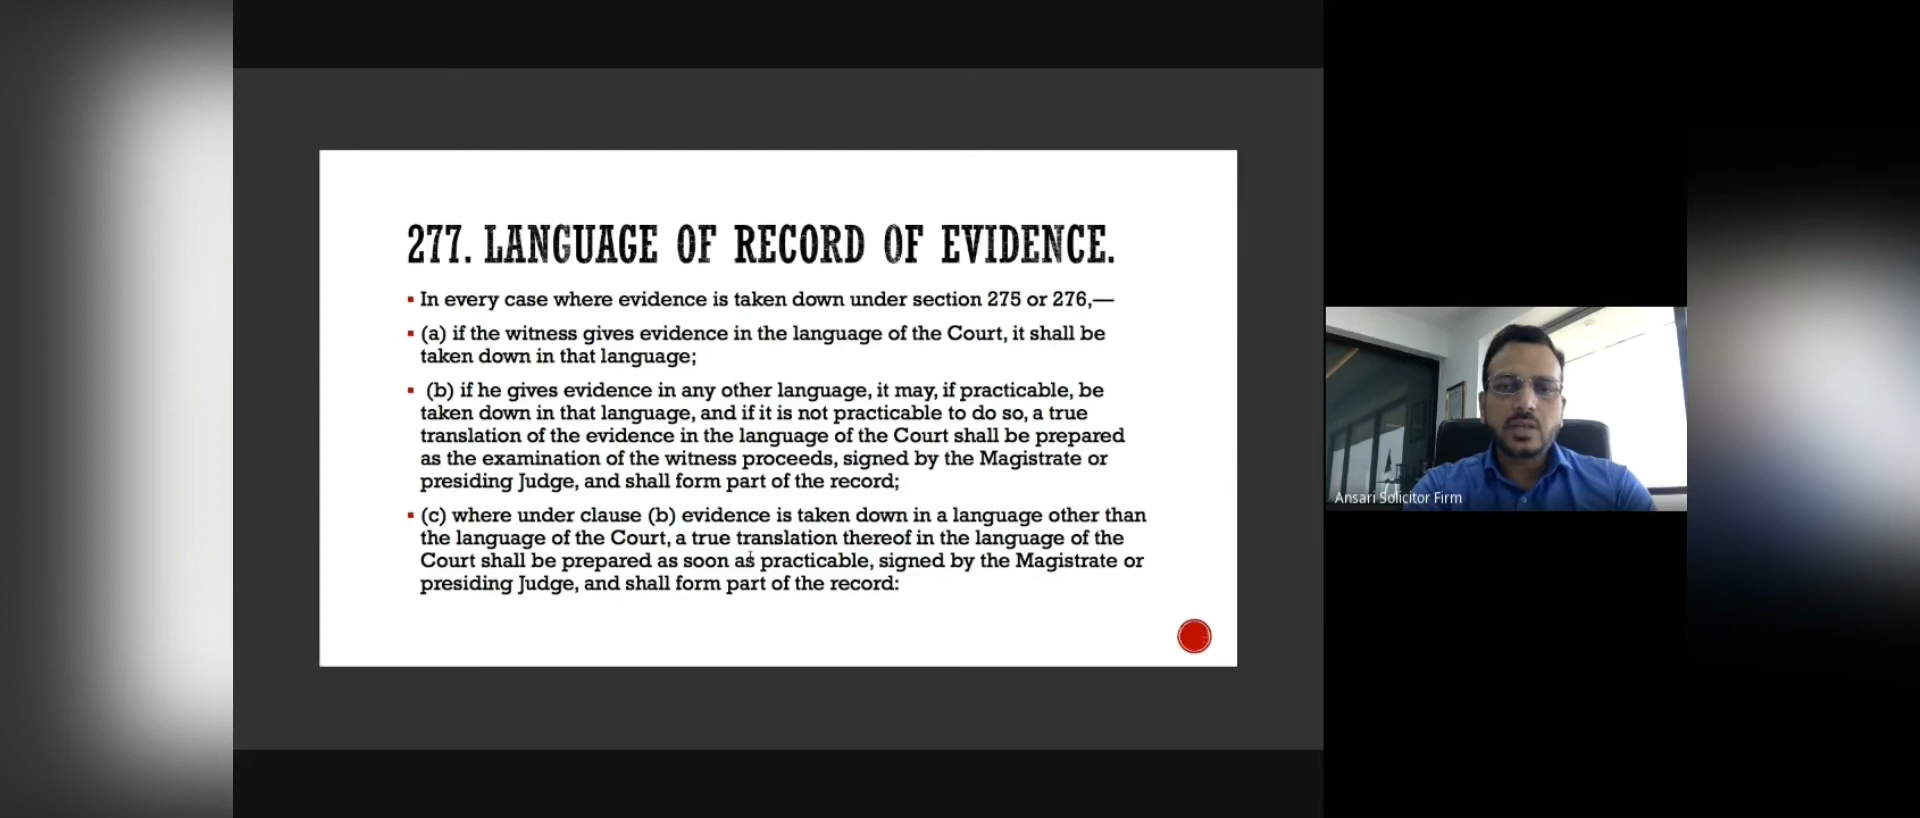 277. LANGUAGE OF RECORD OF EVIDENCE.
In every case where evidence is taken down under section 275 or 276,—
(a) if the witness gives evidence in the language of the Court, it shall be
taken down in that language;
(b) if he gives evidence in any other language, it may, if practicable, be
taken down in that language, and if it is not practicable to do so, a true
translation of the evidence in the language of the Court shall be prepared
as the examination of the witness proceeds, signed by the Magistrate or
presiding Judge, and shall form part of the record;
(c) where under clause (b) evidence is taken down in a language other than
the language of the Court, a true translation thereof in the language of the
Court shall be prepared as soon as practicable, signed by the Magistrate or
presiding Judge, and shall form part of the record:
Ansari Solicitor Firm